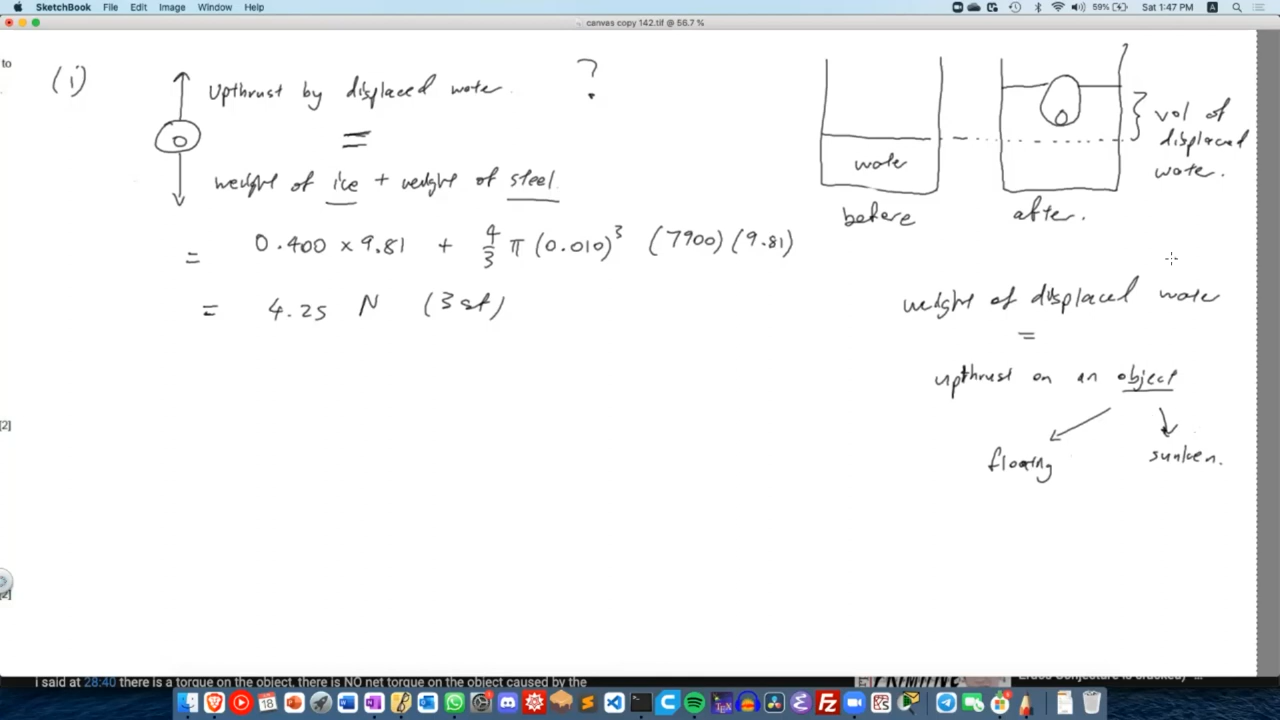 SketchBook File Edit Image Window Help
59% Sat 1:47 PM
canvas copy 142.tif @ 56.7 %
to
(i)
Upthrust by displaced water. ?
=
weight of ice + weight of steel.
= 0.400 × 9.81 + 4/3 π (0.010)³ (7900)(9.81)
= 4.25 N (3 sf)
water
before
after.
vol of
displaced
water.
weight of displaced water
=
upthrust on an object
floating
sunken.
[2]
[2]
i said at 28:40 there is a torque on the object, there is NO net torque on the object caused by the